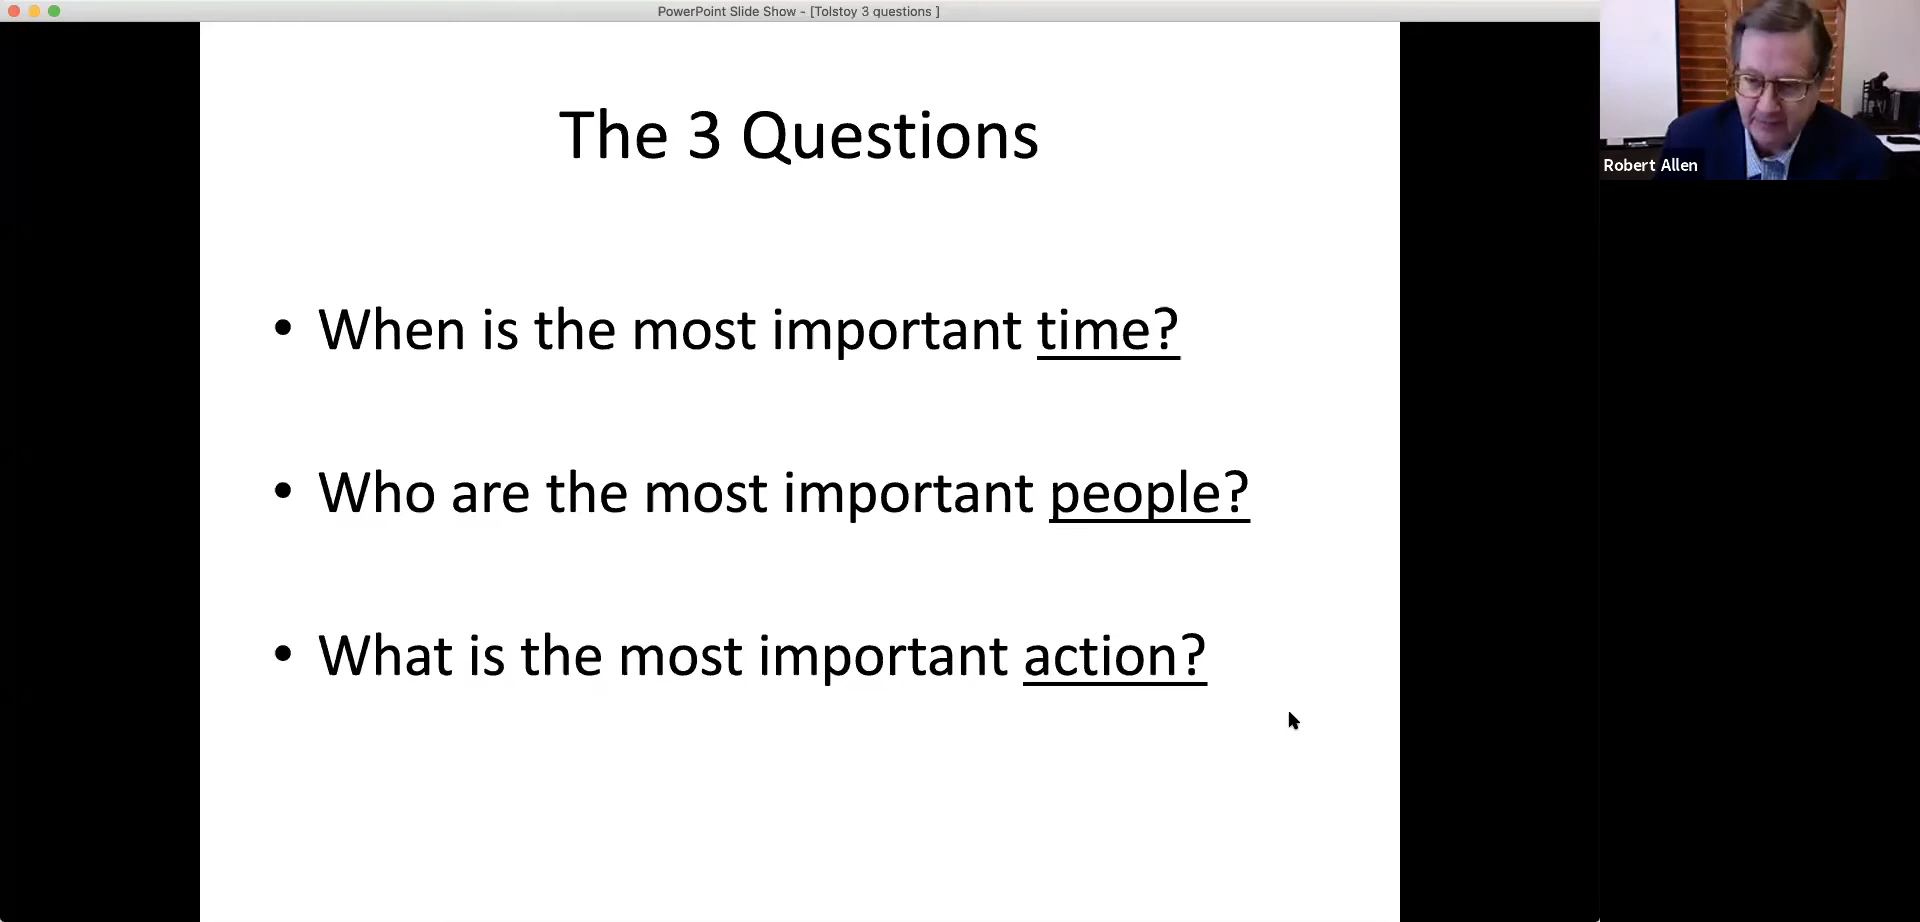 PowerPoint Slide Show - [Tolstoy 3 questions ]
The 3 Questions
• When is the most important time?
• Who are the most important people?
• What is the most important action?
Robert Allen